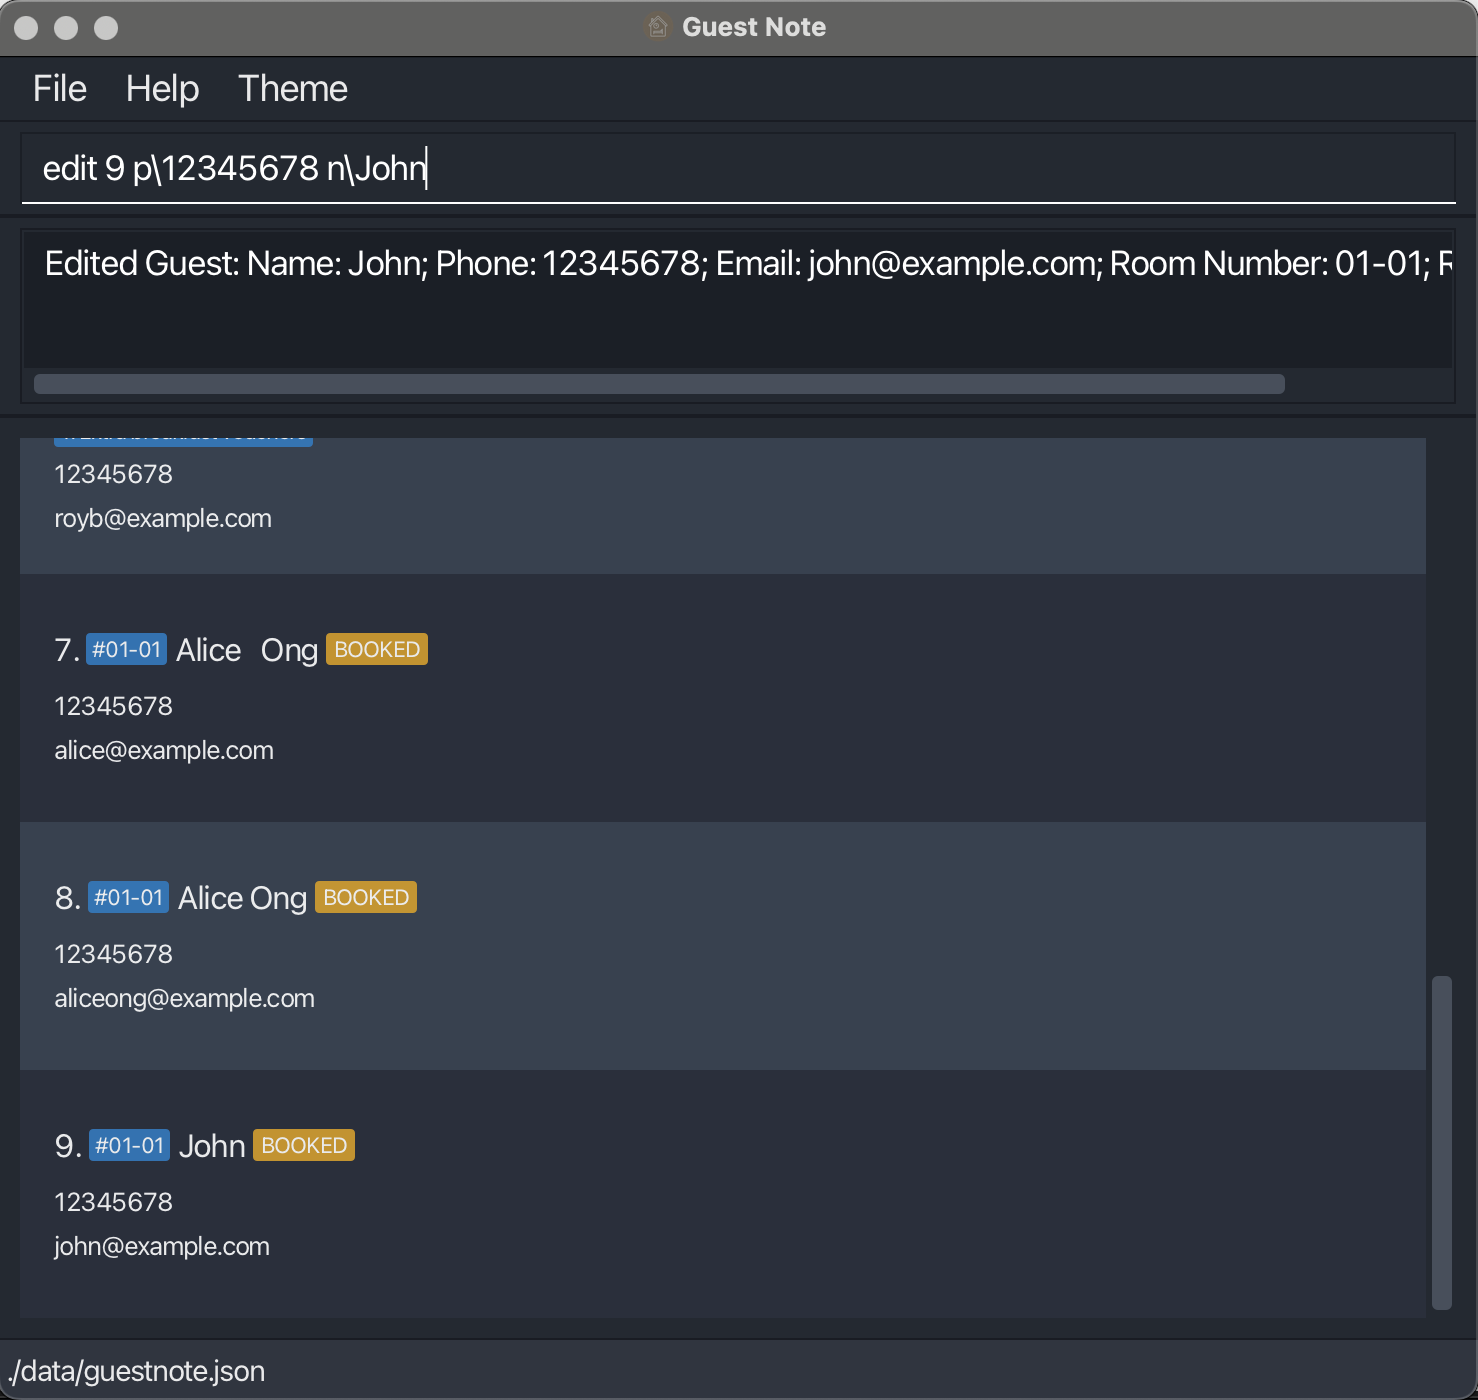 Guest Note
File Help Theme
edit 9 p\12345678 n\John
Edited Guest: Name: John; Phone: 12345678; Email: john@example.com; Room Number: 01-01;
12345678
royb@example.com
7. #01-01 Alice   Ong BOOKED
12345678
alice@example.com
8. #01-01 Alice Ong BOOKED
12345678
aliceong@example.com
9. #01-01 John BOOKED
12345678
john@example.com
./data/guestnote.json